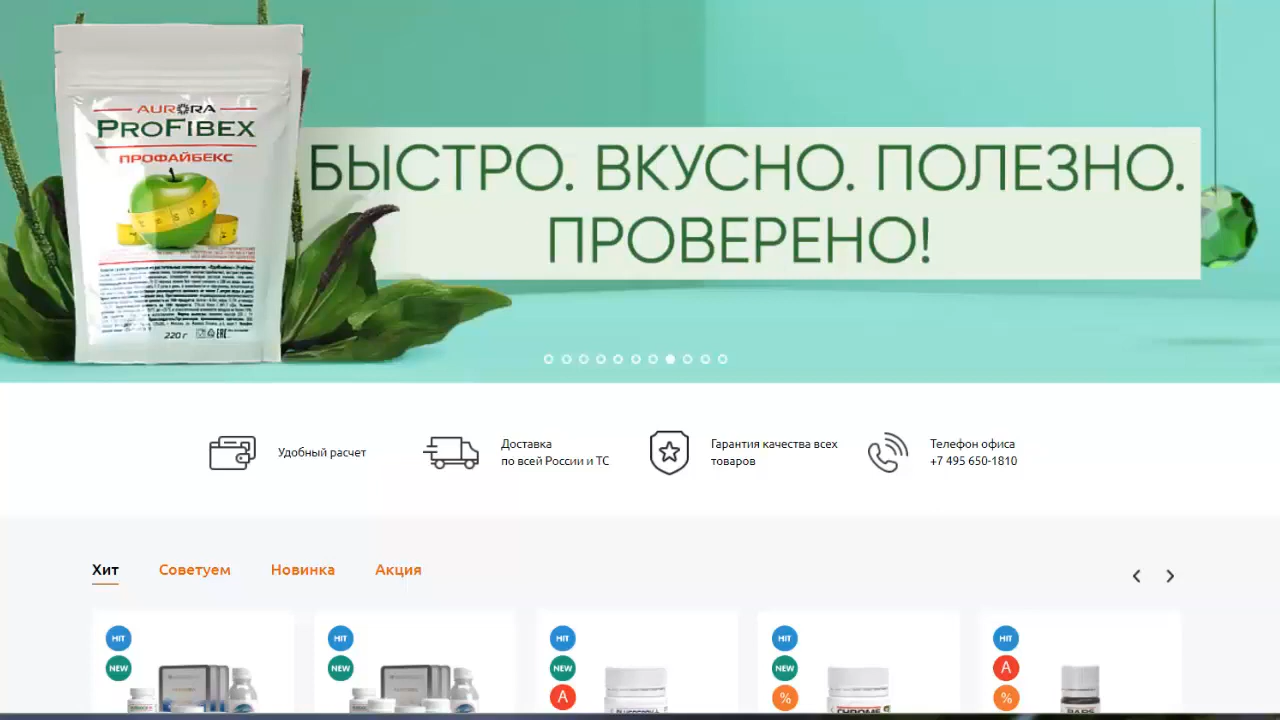 AURORA
PROFIBEX
ПРОФАЙБЕКС
220 г
EAC
БЫСТРО. ВКУСНО. ПОЛЕЗНО.
ПРОВЕРЕНО!
Удобный расчет
Доставка
по всей России и ТС
Гарантия качества всех
товаров
Телефон офиса
+7 495 650-1810
Хит
Советуем
Новинка
Акция
HIT
NEW
HIT
NEW
HIT
NEW
A
HIT
NEW
%
CHROME
HIT
A
%